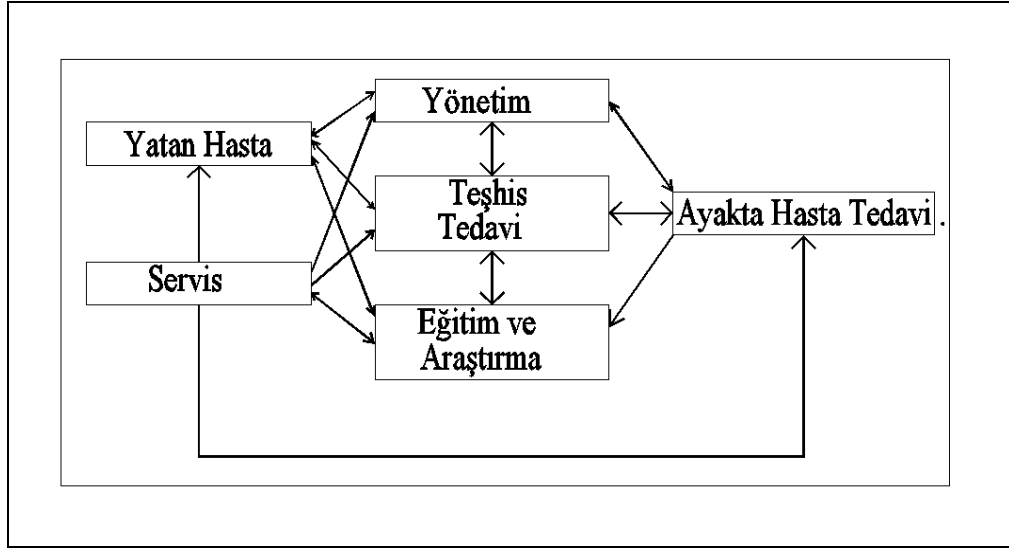 Yönetim
Yatan Hasta
Teşhis
Tedavi
Ayakta Hasta Tedavi .
Servis
Eğitim ve
Araştırma